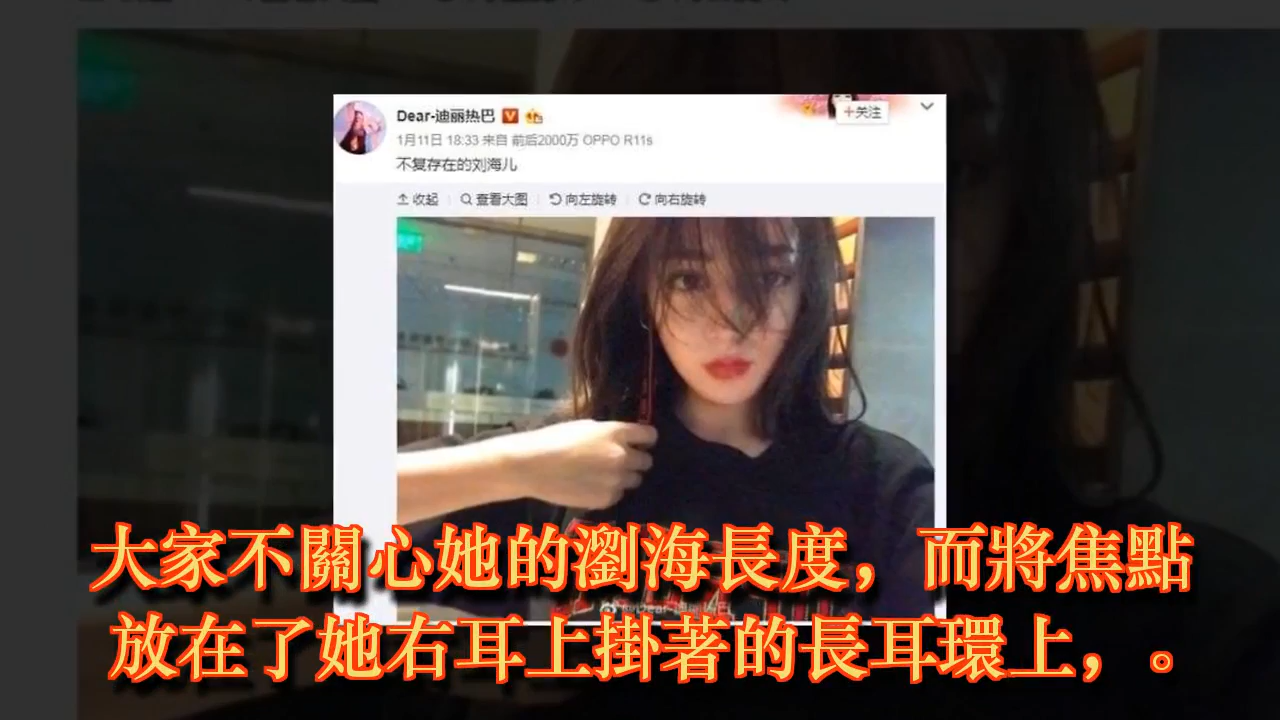 Dear-迪丽热巴
1月11日 18:33 来自 前后2000万 OPPO R11s
+关注
不复存在的刘海儿
收起 查看大图 向左旋转 向右旋转
大家不關心她的瀏海長度，而將焦點
放在了她右耳上掛著的長耳環上，。